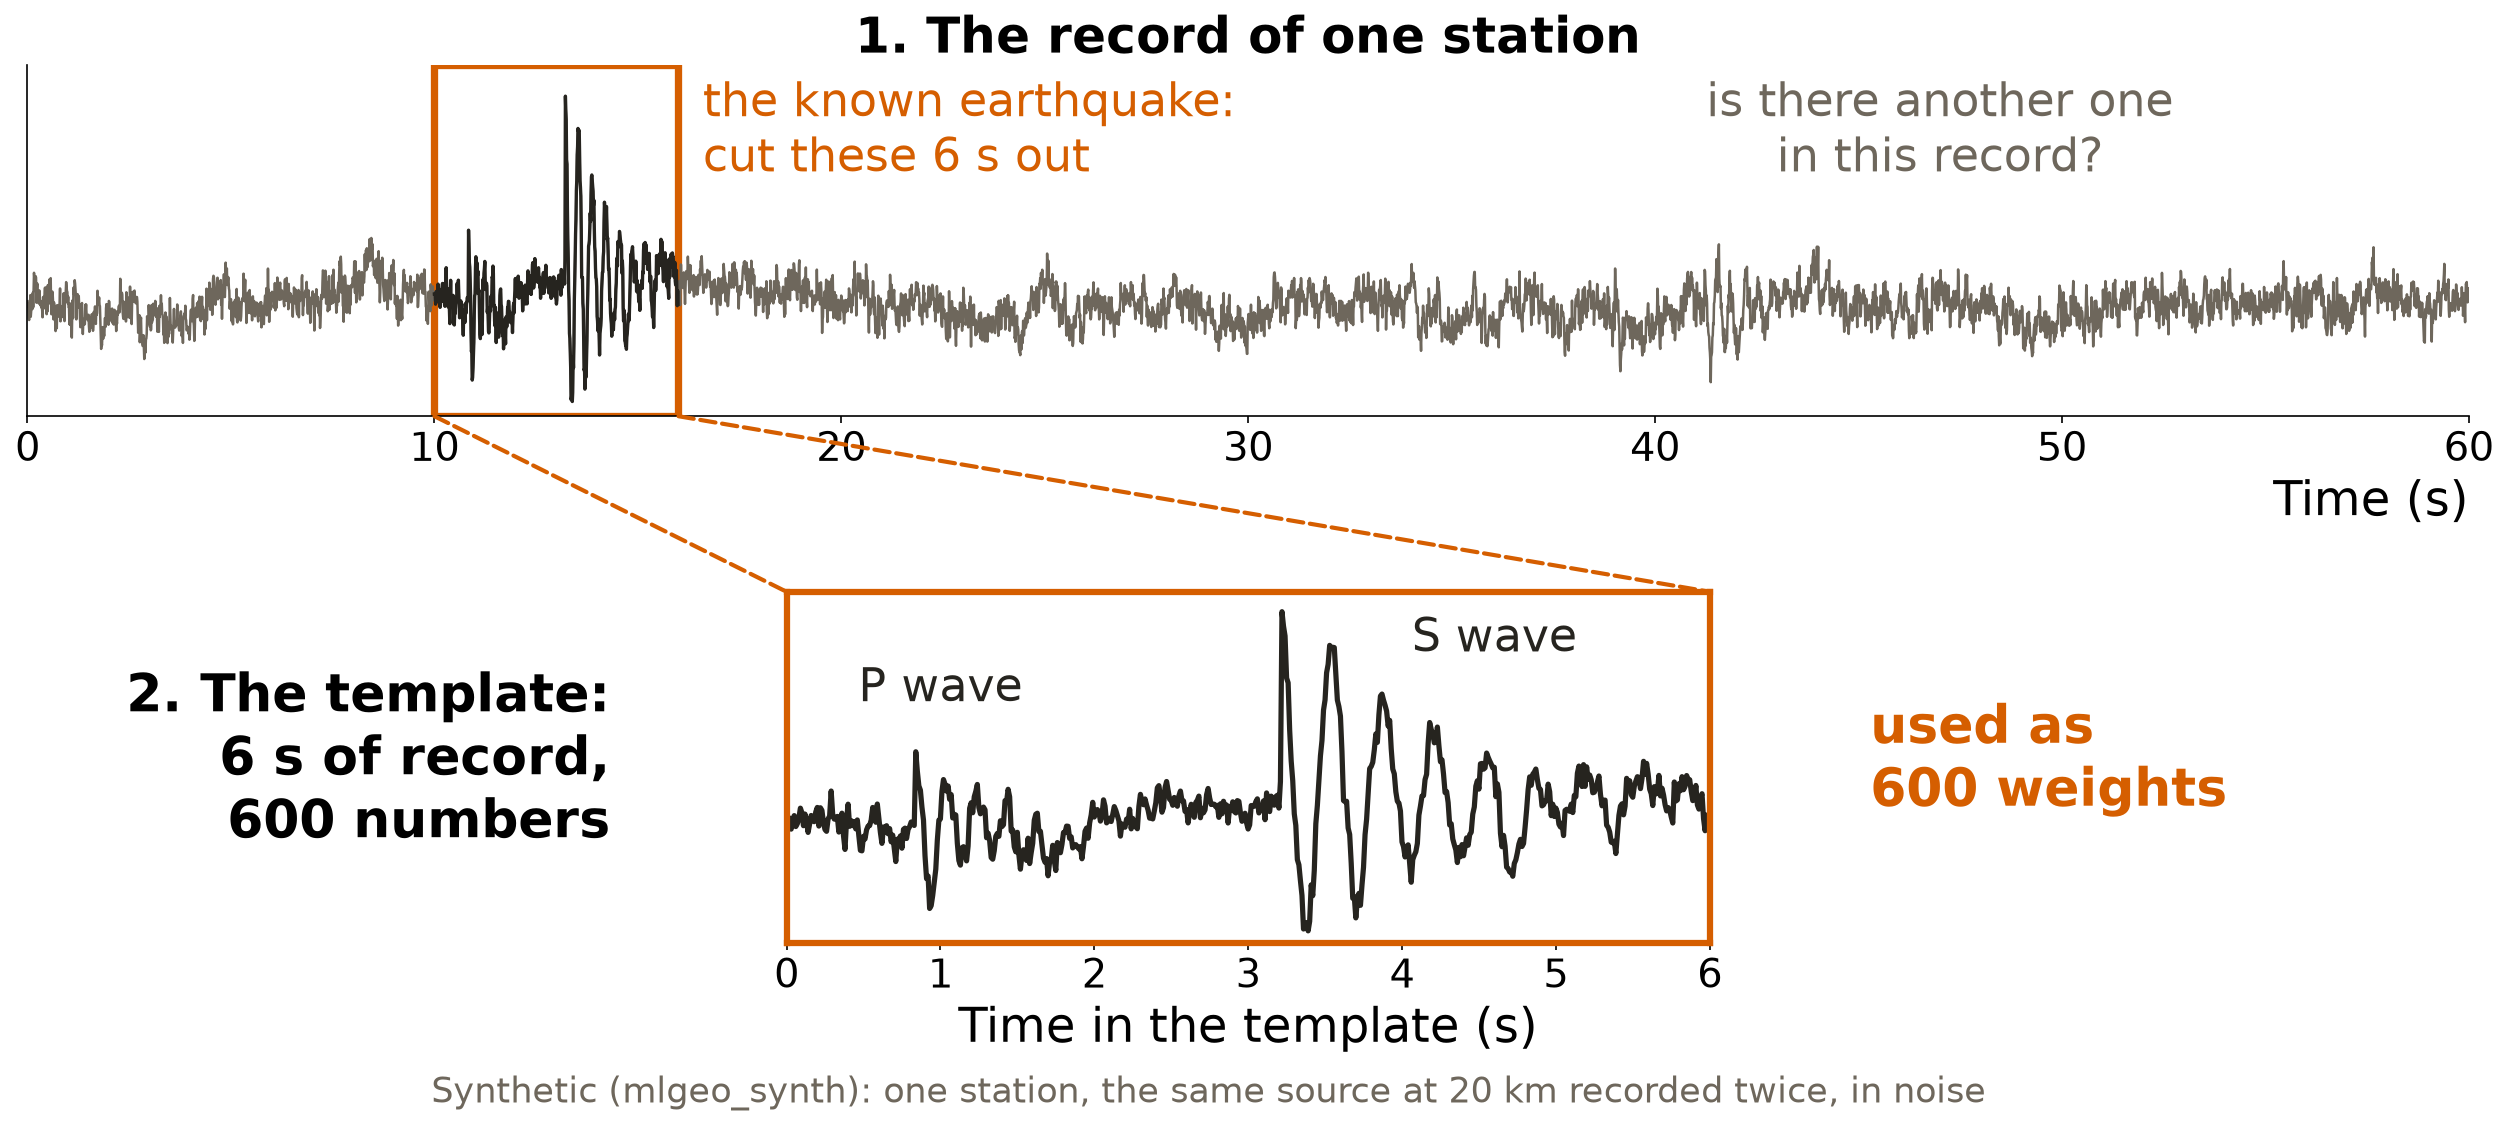 1. The record of one station
the known earthquake:
cut these 6 s out
is there another one
in this record?
0 10 20 30 40 50 60
Time (s)
2. The template:
6 s of record,
600 numbers
P wave
S wave
used as
600 weights
0 1 2 3 4 5 6
Time in the template (s)
Synthetic (mlgeo_synth): one station, the same source at 20 km recorded twice, in noise